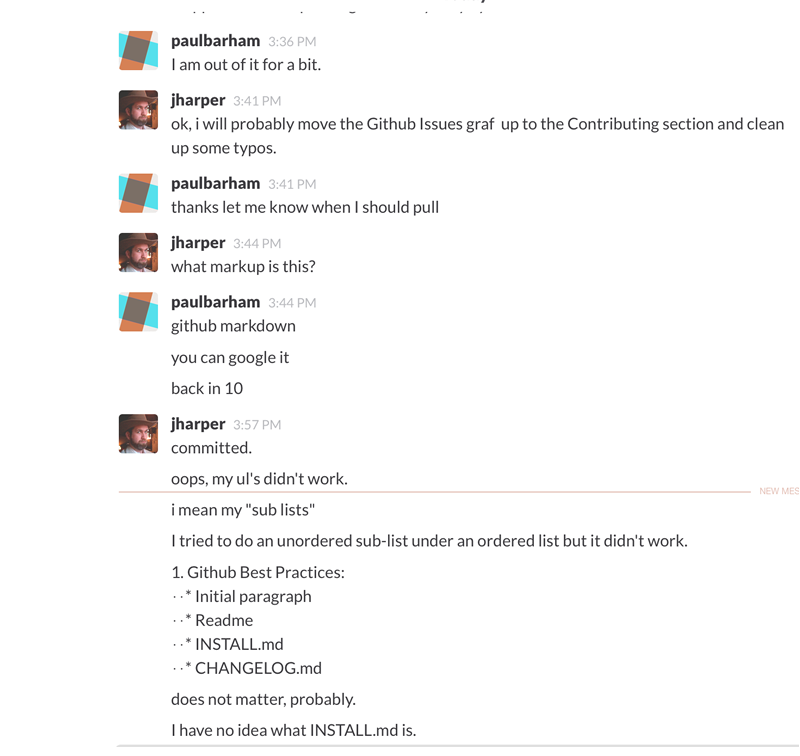 paulbarham 3:36 PM
I am out of it for a bit.
jharper 3:41 PM
ok, i will probably move the Github Issues graf up to the Contributing section and clean
up some typos.
paulbarham 3:41 PM
thanks let me know when I should pull
jharper 3:44 PM
what markup is this?
paulbarham 3:44 PM
github markdown
you can google it
back in 10
jharper 3:57 PM
committed.
oops, my ul's didn't work.
NEW MES
i mean my "sub lists"
I tried to do an unordered sub-list under an ordered list but it didn't work.
1. Github Best Practices:
··* Initial paragraph
··* Readme
··* INSTALL.md
··* CHANGELOG.md
does not matter, probably.
I have no idea what INSTALL.md is.